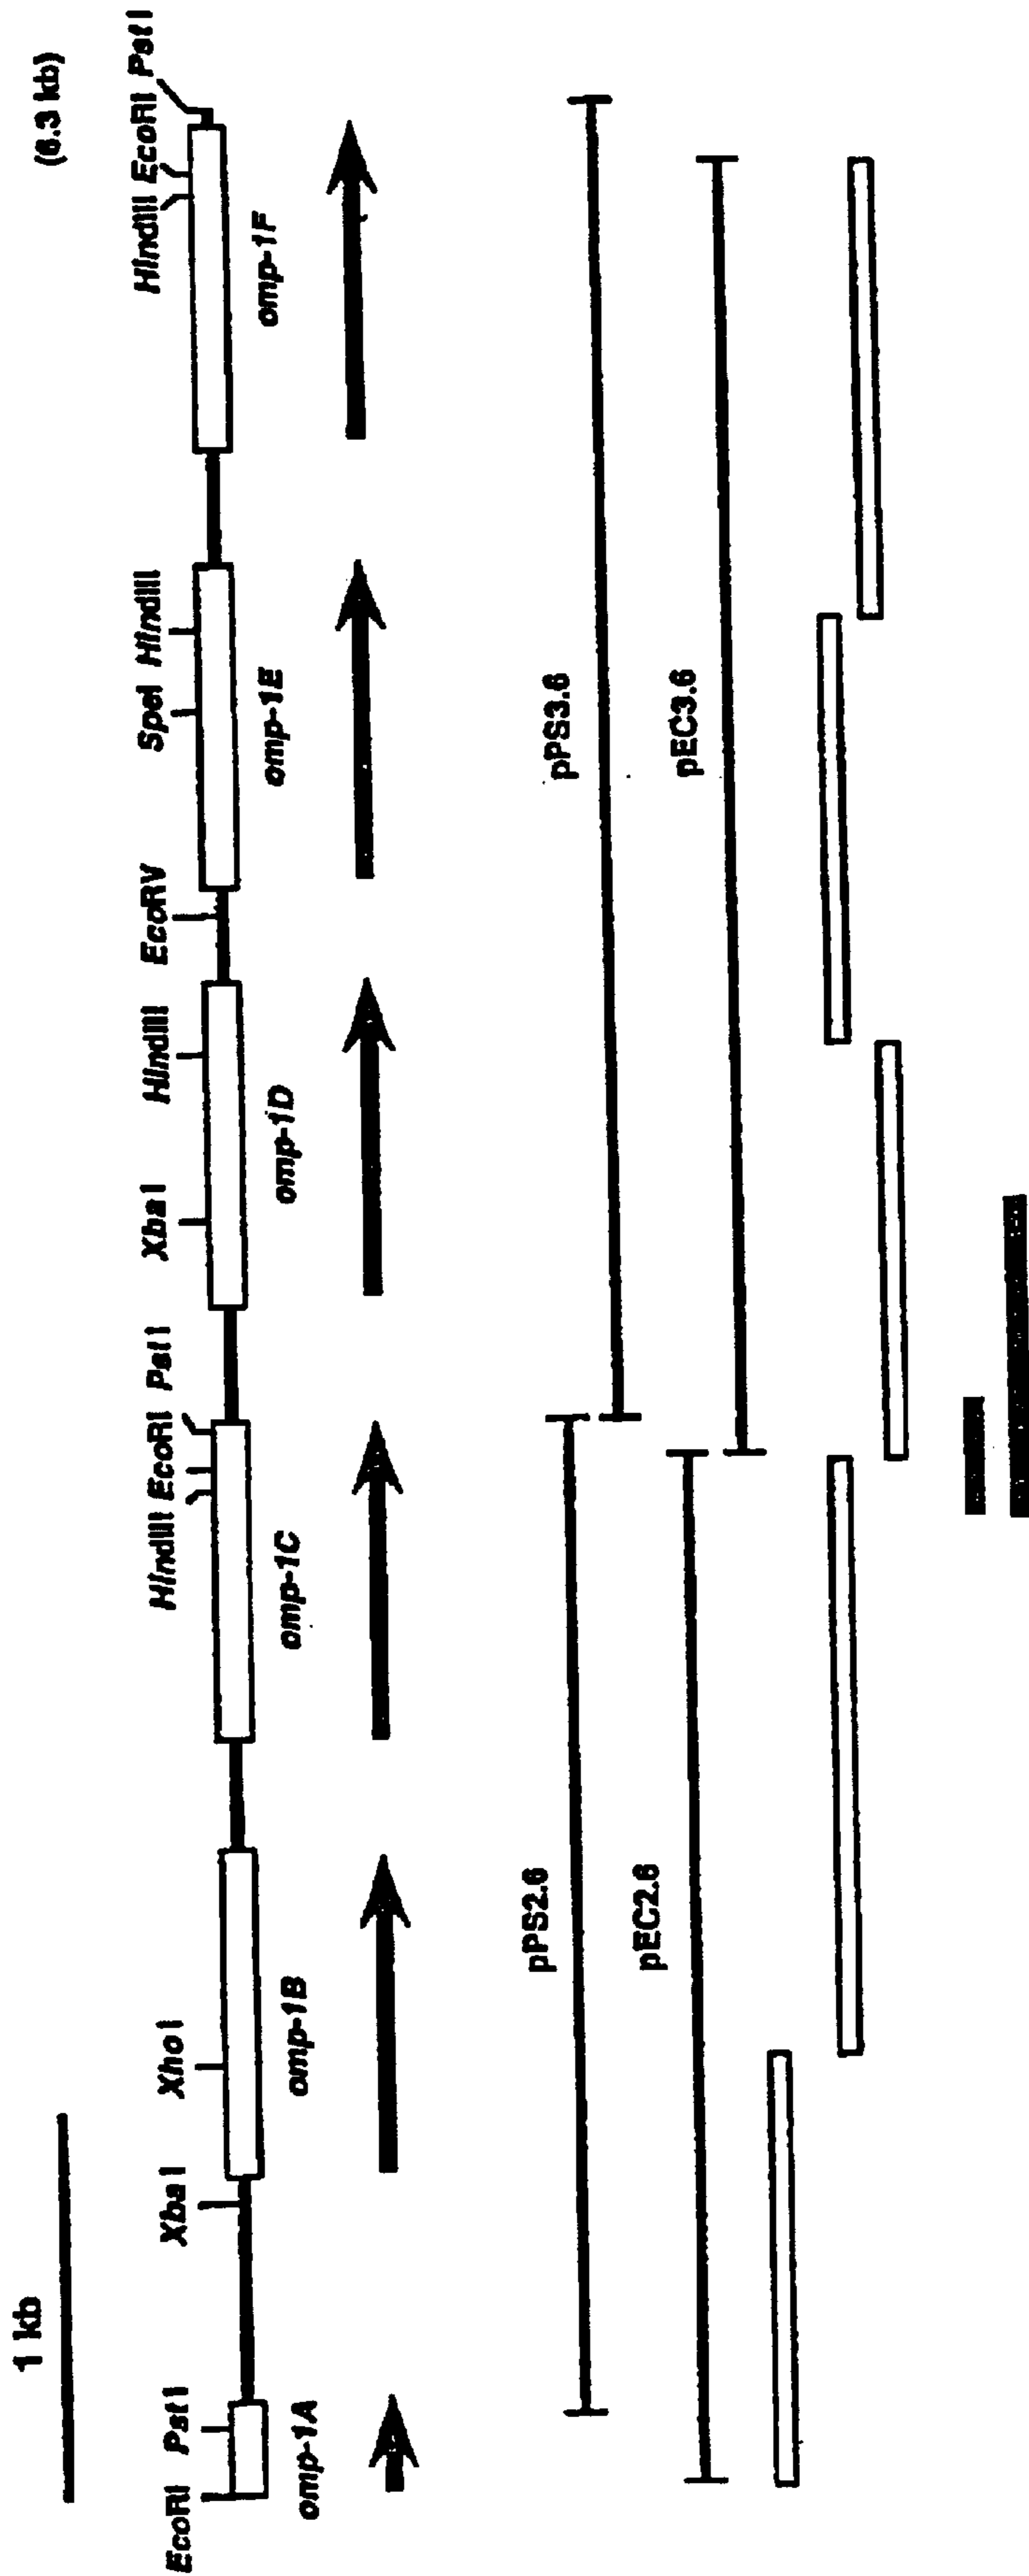 1 kb
(6.3 kb)
EcoRI PstI XbaI XhoI HindIII EcoRI PstI XbaI HindIII EcoRV SpeI HindIII HindIII EcoRI PstI
omp-1A omp-1B omp-1C omp-1D omp-1E omp-1F
pPS2.6 pPS3.6
pEC2.6 pEC3.6